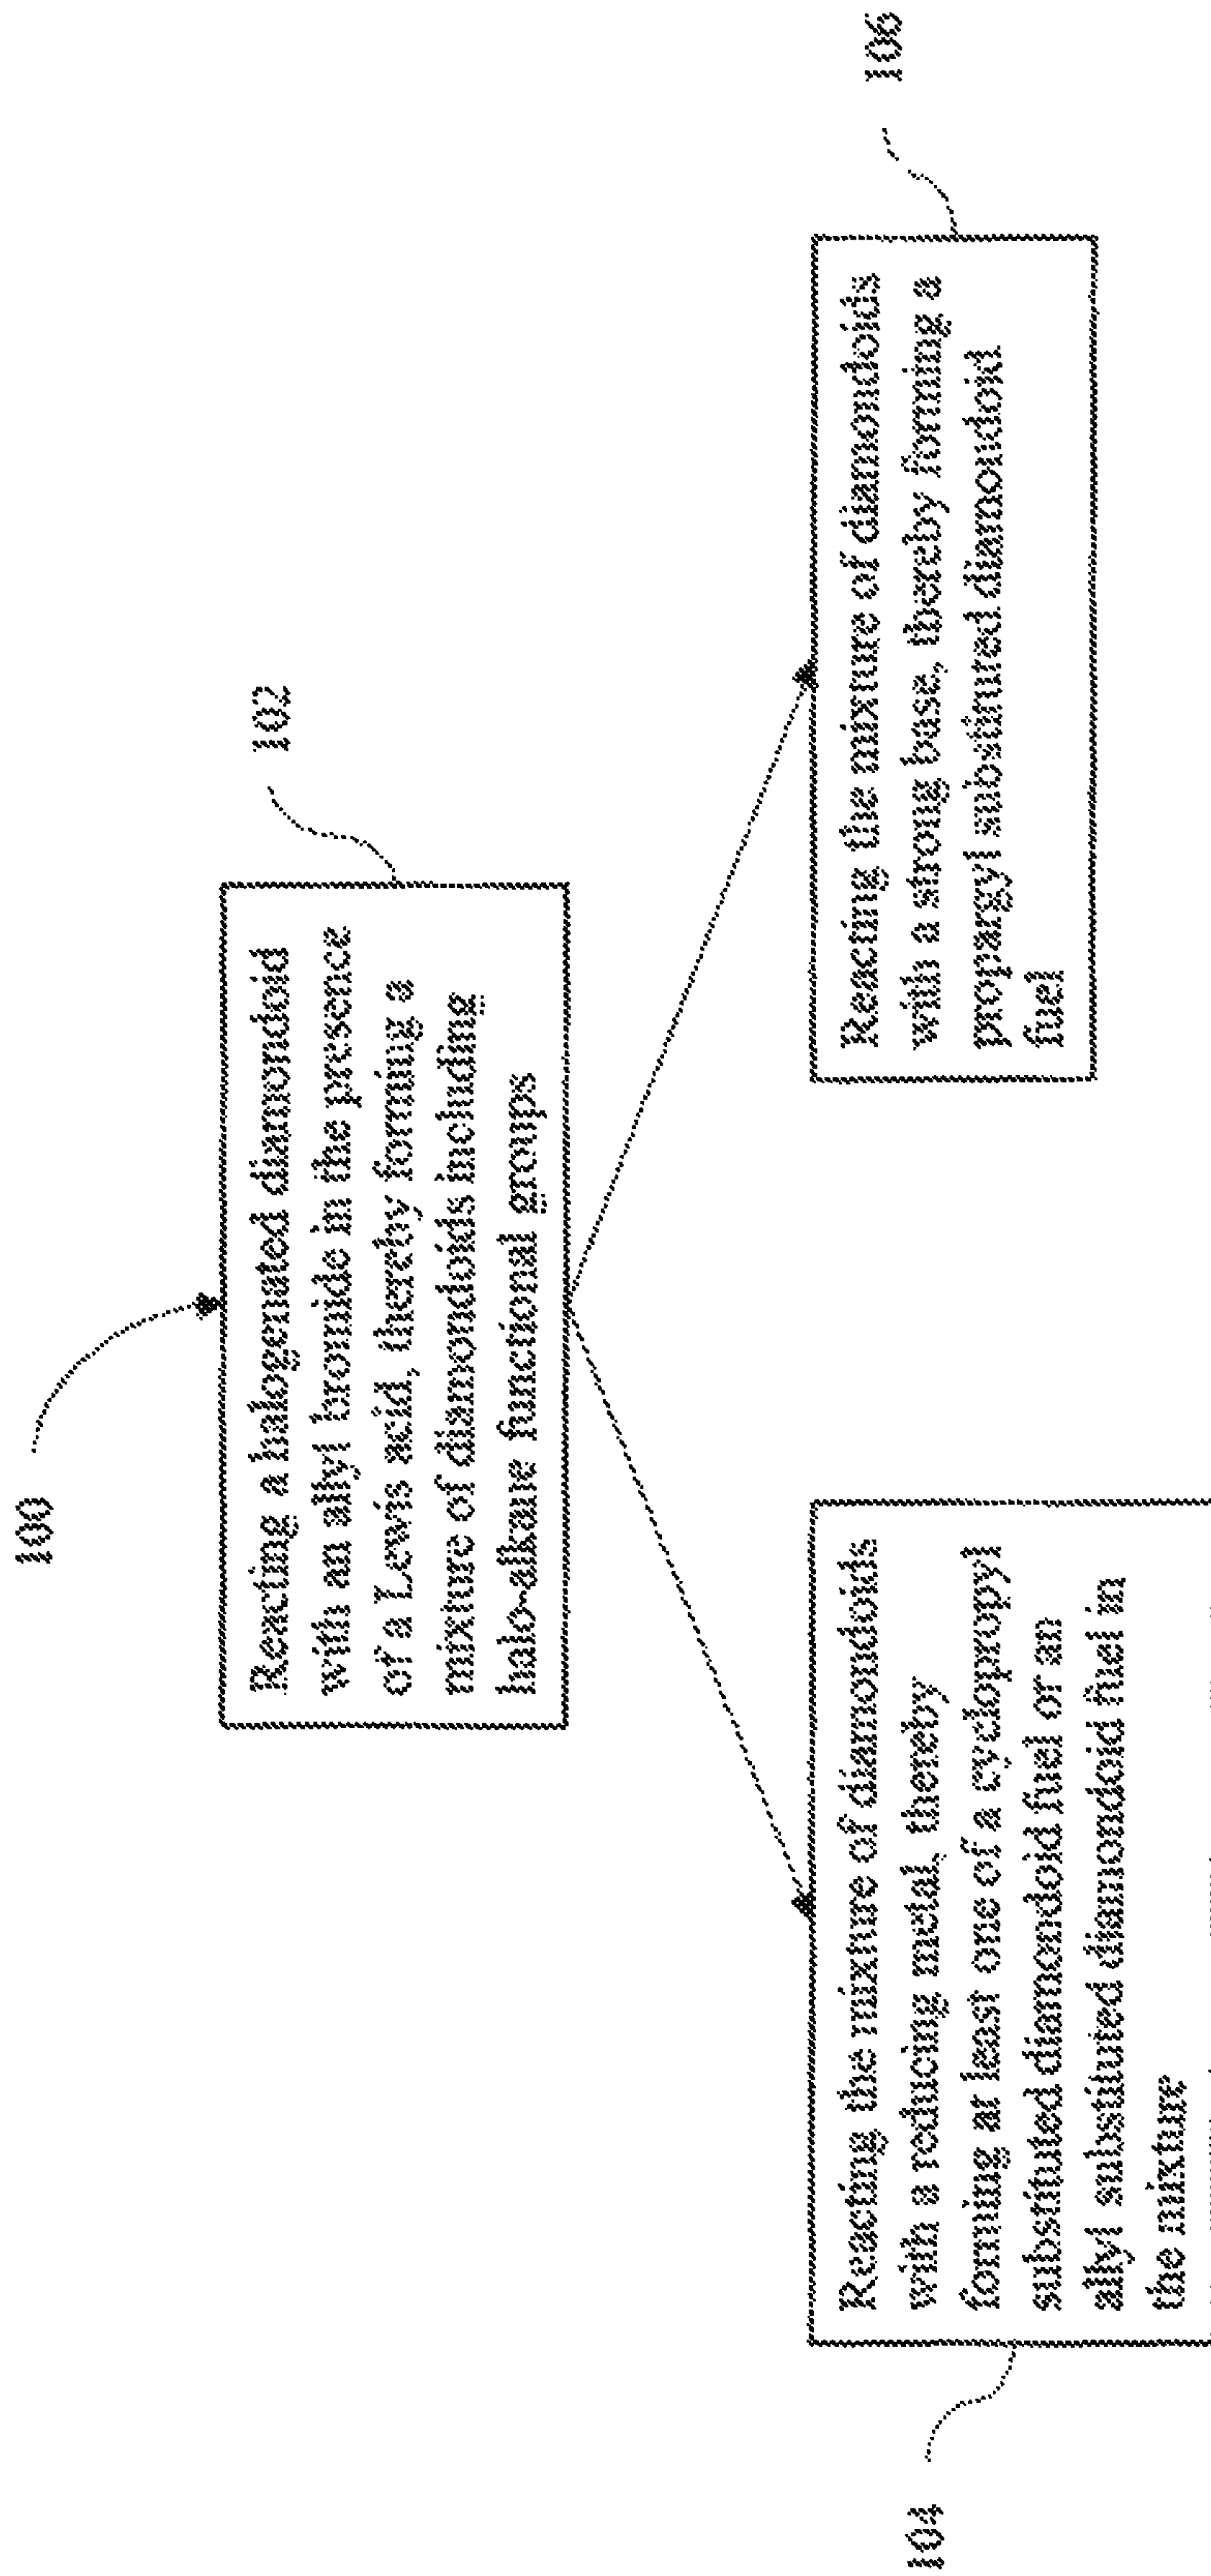 100
Reacting a halogenated diamondoid
with an allyl bromide in the presence
of a Lewis acid, thereby forming a
mixture of diamondoids including
halo-alkane functional groups
102
Reacting the mixture of diamondoids
with a reducing metal, thereby
forming at least one of a cyclopropyl
substituted diamondoid fuel or an
allyl substituted diamondoid fuel in
the mixture
104
Reacting the mixture of diamondoids
with a strong base, thereby forming a
propargyl substituted diamondoid
fuel
106